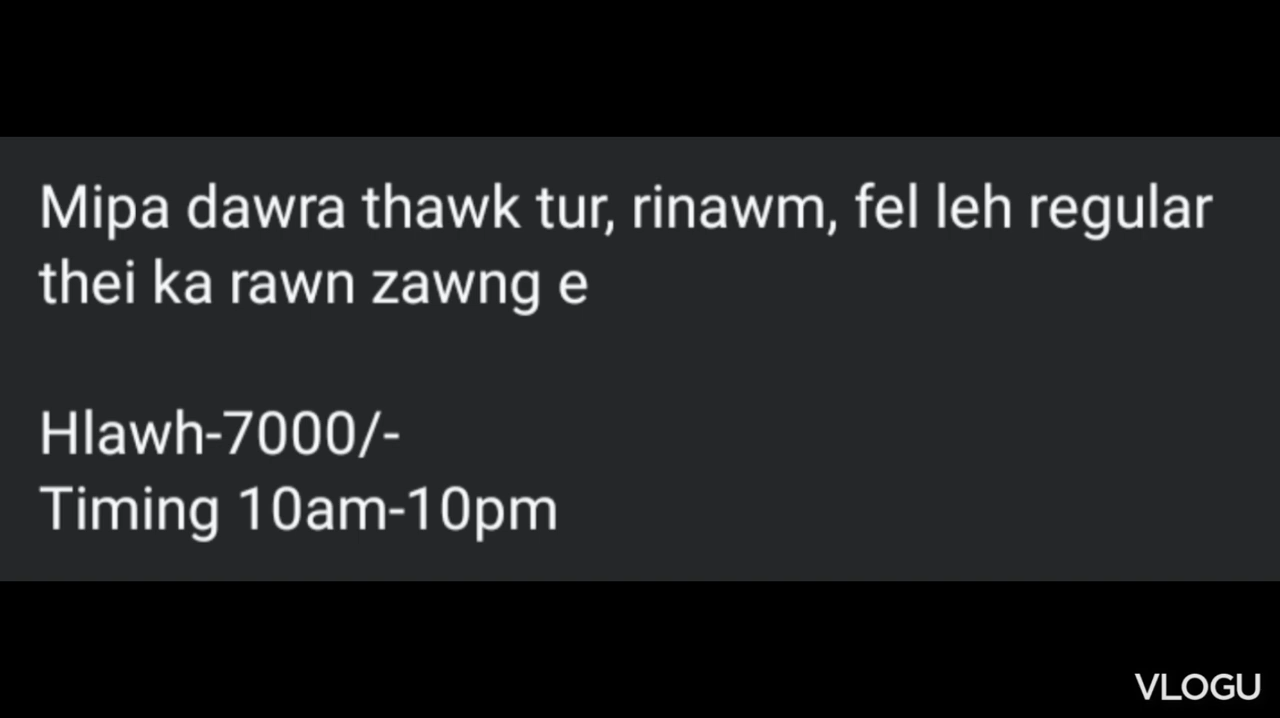 Mipa dawra thawk tur, rinawm, fel leh regular
thei ka rawn zawng e
Hlawh-7000/-
Timing 10am-10pm
VLOGU